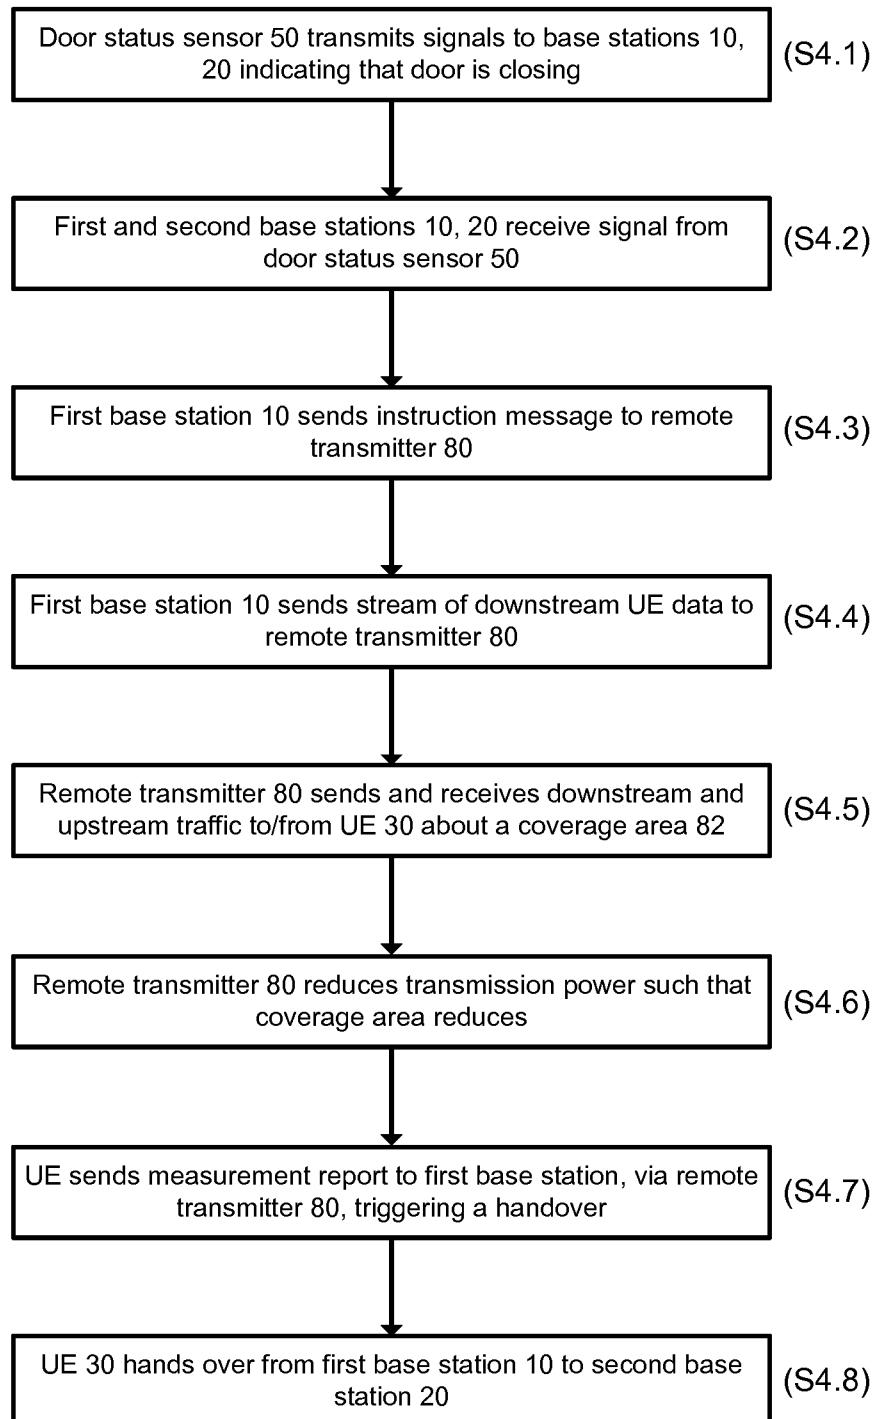 Door status sensor 50 transmits signals to base stations 10,
20 indicating that door is closing
(S4.1)
First and second base stations 10, 20 receive signal from
door status sensor 50
(S4.2)
First base station 10 sends instruction message to remote
transmitter 80
(S4.3)
First base station 10 sends stream of downstream UE data to
remote transmitter 80
(S4.4)
Remote transmitter 80 sends and receives downstream and
upstream traffic to/from UE 30 about a coverage area 82
(S4.5)
Remote transmitter 80 reduces transmission power such that
coverage area reduces
(S4.6)
UE sends measurement report to first base station, via remote
transmitter 80, triggering a handover
(S4.7)
UE 30 hands over from first base station 10 to second base
station 20
(S4.8)